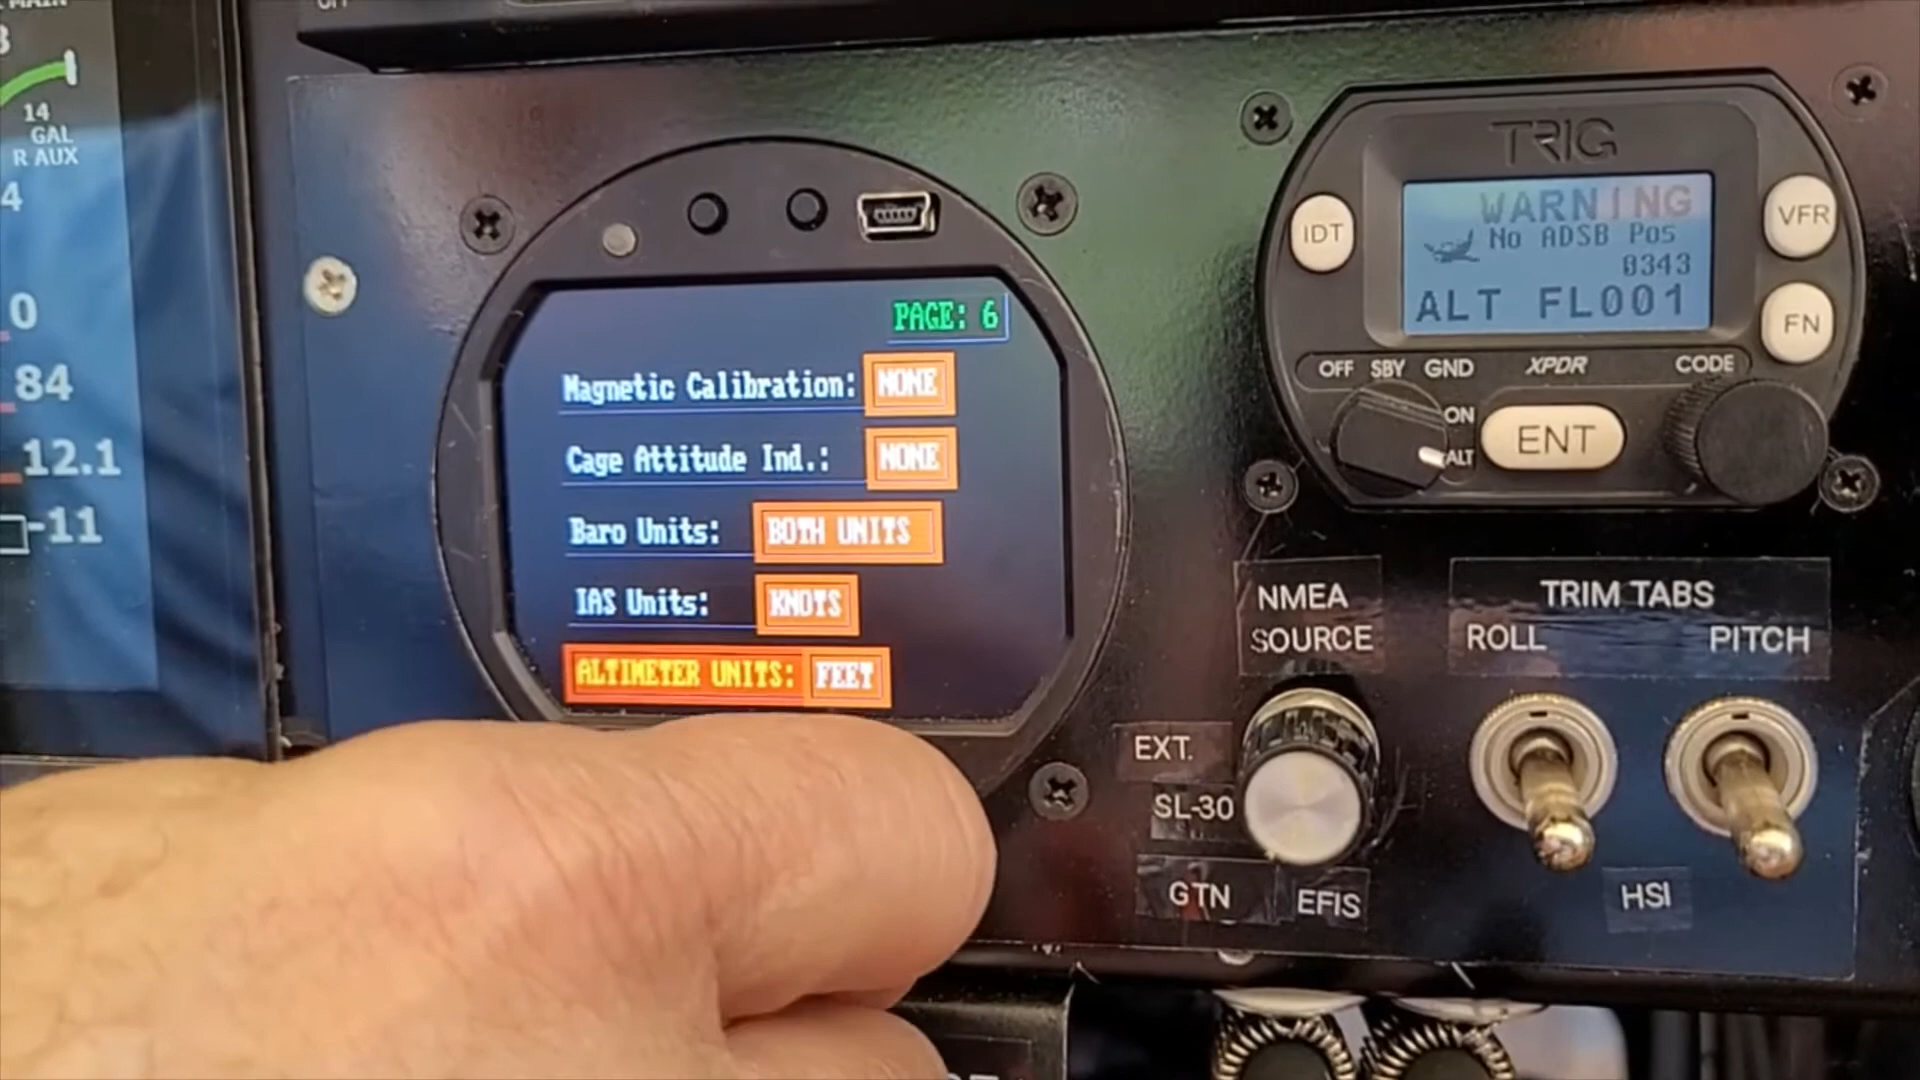 MAIN
OFF
14
GAL
R AUX
4
0
84
12.1
-11
PAGE: 6
Magnetic Calibration: NONE
Cage Attitude Ind.: NONE
Baro Units: BOTH UNITS
IAS Units: KNOTS
ALTIMETER UNITS: FEET
TRIG
WARNING
No ADSB Pos
0343
ALT FL001
IDT
VFR
FN
OFF SBY GND XPDR CODE
ON
ALT
ENT
NMEA
SOURCE
TRIM TABS
ROLL PITCH
EXT.
SL-30
GTN
EFIS
HSI